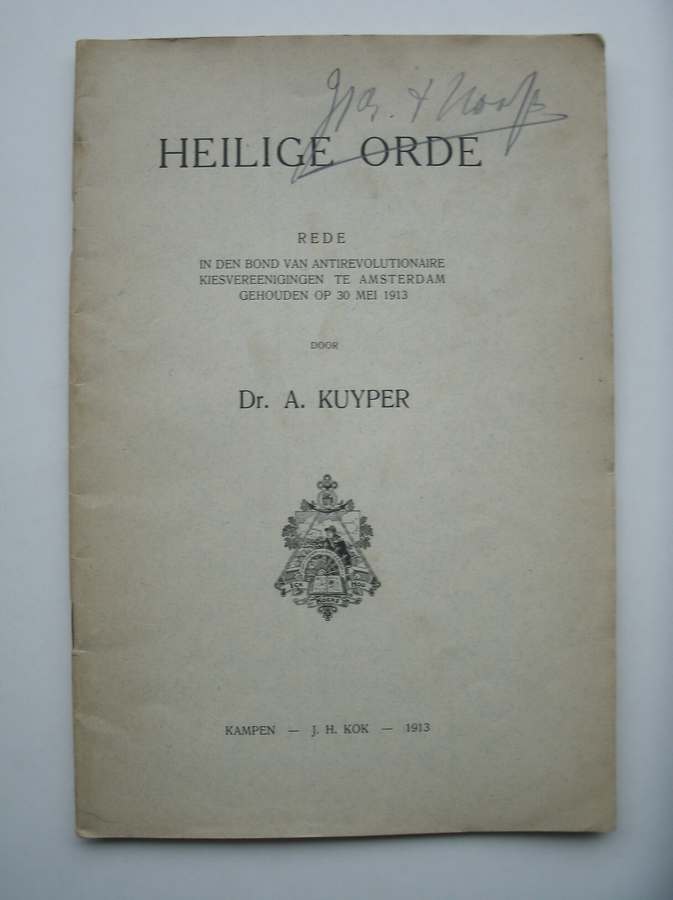 HEILIGE ORDE
REDE
IN DEN BOND VAN ANTIREVOLUTIONAIRE
KIESVEREENIGINGEN TE AMSTERDAM
GEHOUDEN OP 30 MEI 1913
DOOR
Dr. A. KUYPER
KOERS
KAMPEN — J. H. KOK — 1913